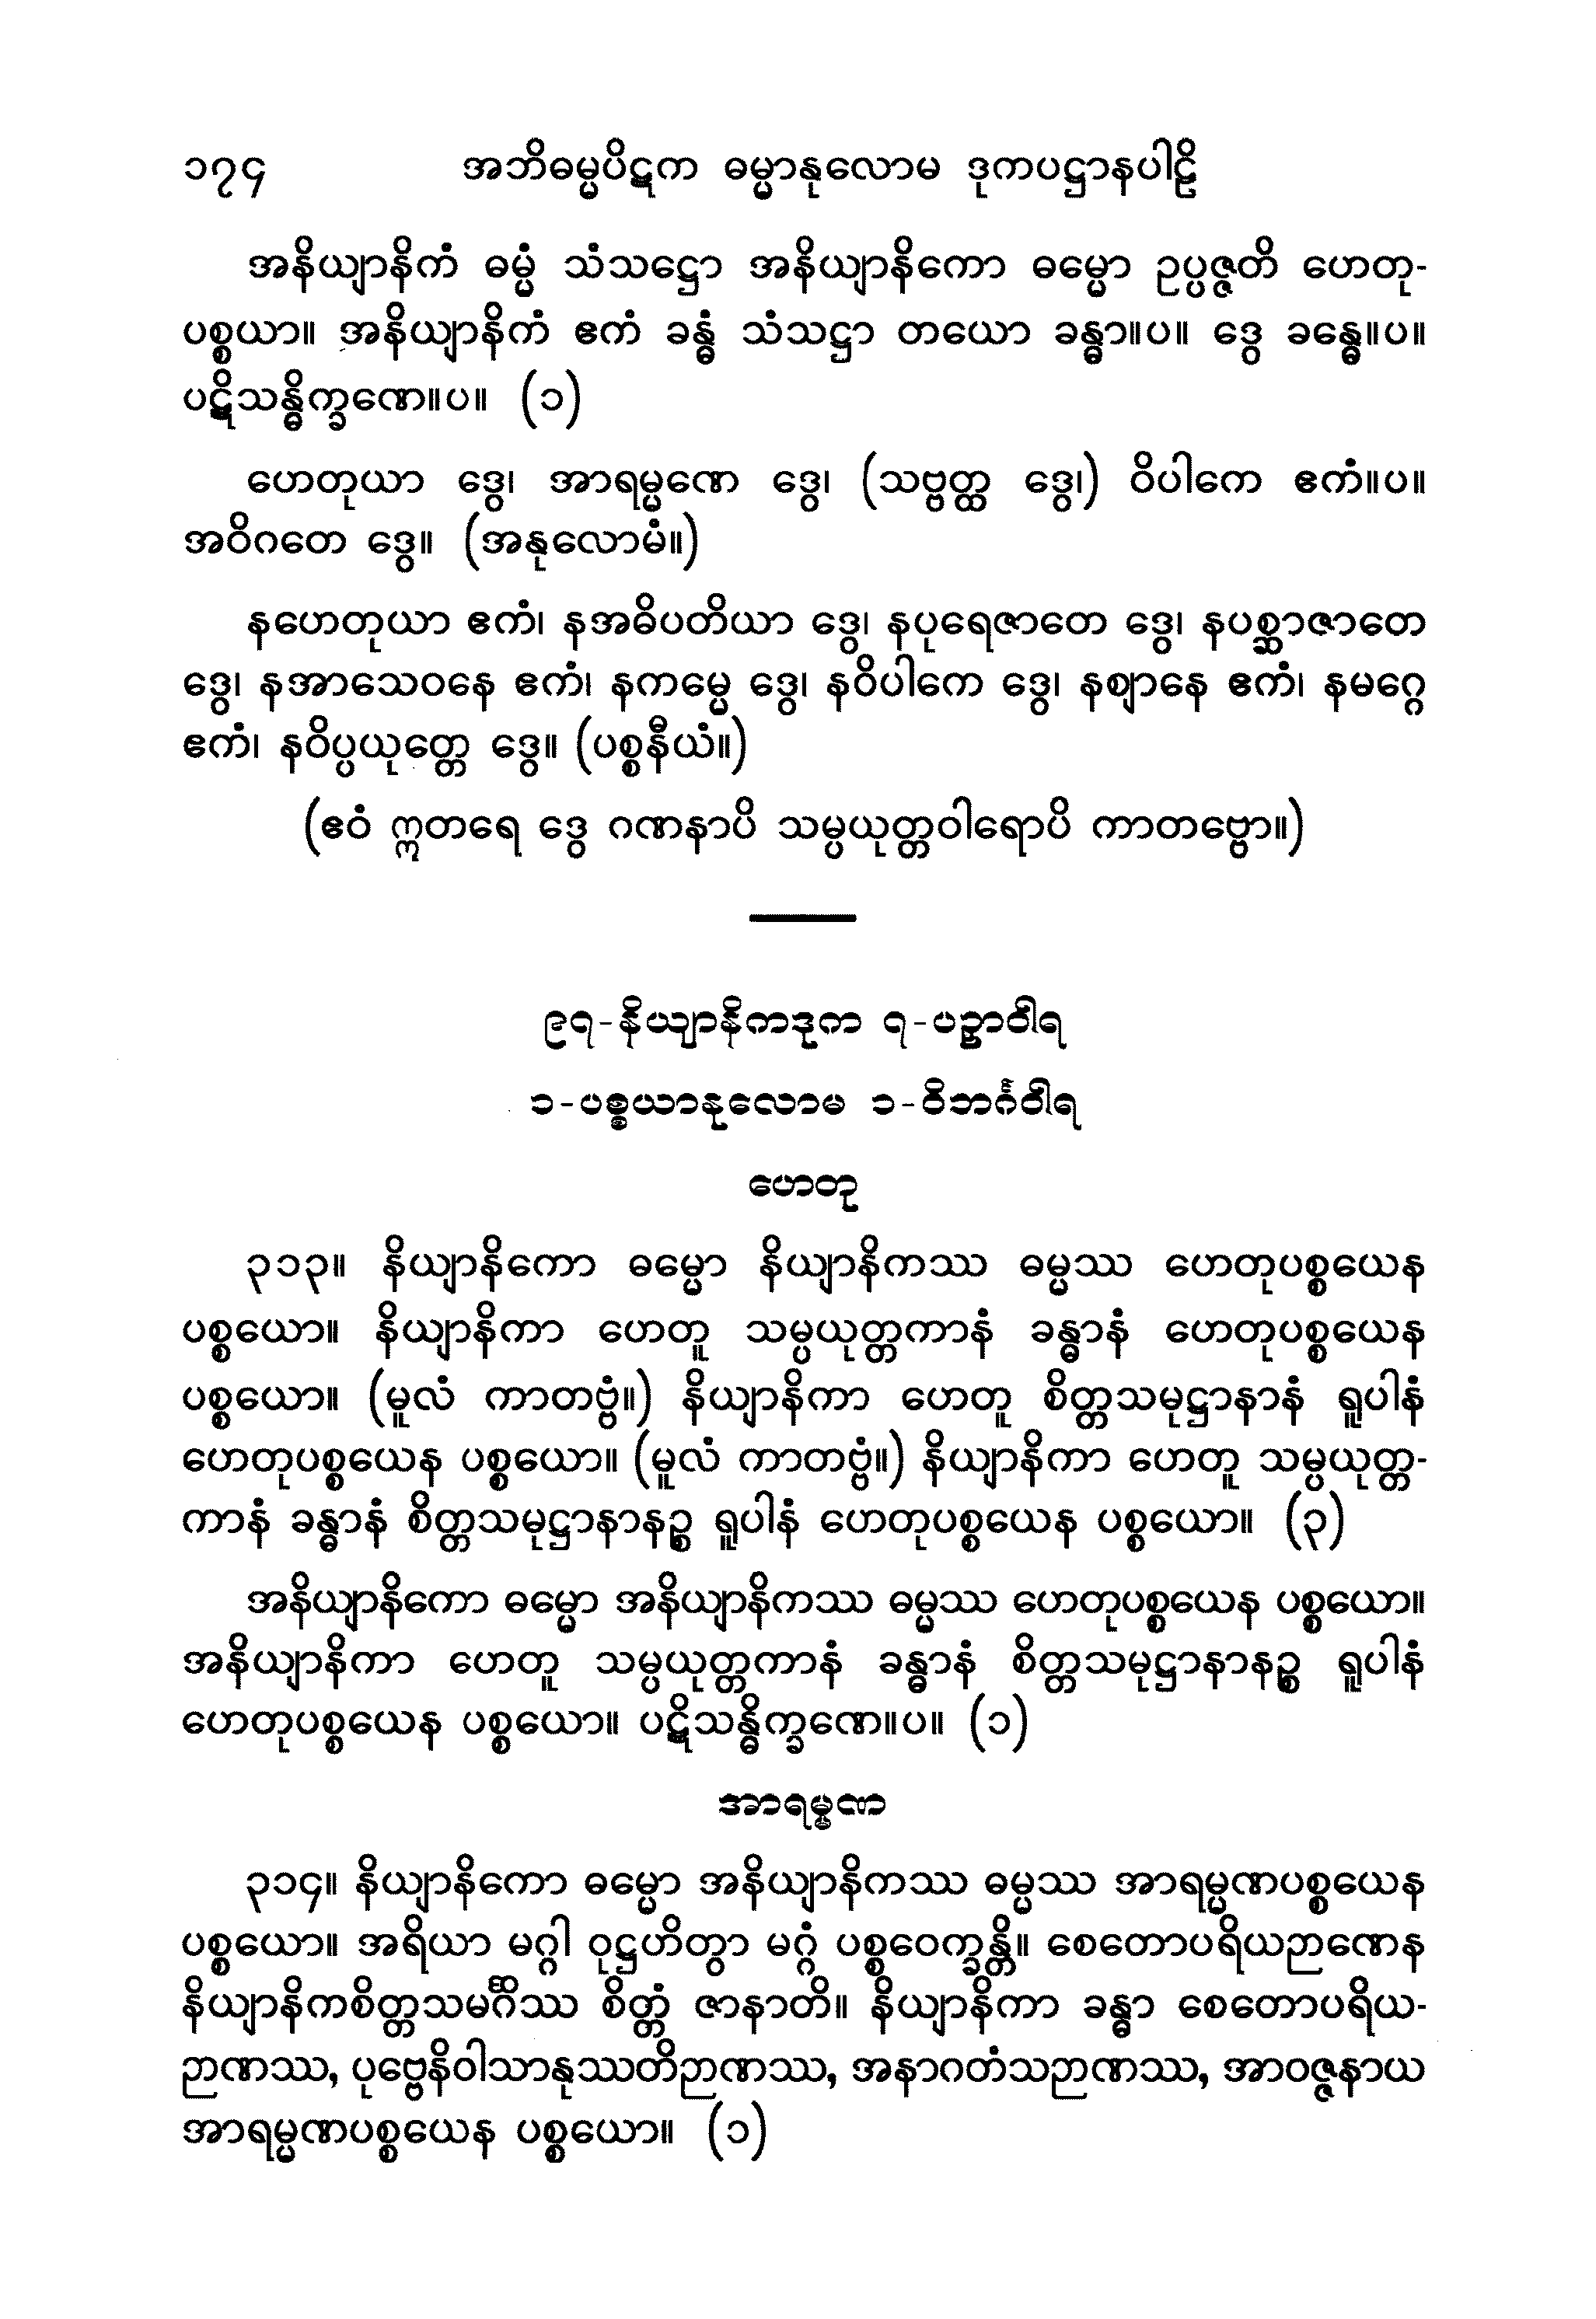 ၁၇၄ အဘိဓမ္မပိဋက ဓမ္မာနုလောမ ဒုကပဋ္ဌာနပါဠိ
အနိယျာနိကံ ဓမ္မံ သံသဋ္ဌော အနိယျာနိကော ဓမ္မော ဥပ္ပဇ္ဇတိ ဟေတု-
ပစ္စယာ။ အနိယျာနိကံ ဧကံ ခန္ဓံ သံသဋ္ဌာ တယော ခန္ဓာ။ပ။ ဒွေ ခန္ဓေ။ပ။
ပဋိသန္ဓိက္ခဏေ။ပ။ (၁)
ဟေတုယာ ဒွေ၊ အာရမ္မဏေ ဒွေ၊ (သဗ္ဗတ္ထ ဒွေ၊) ဝိပါကေ ဧကံ။ပ။
အဝိဂတေ ဒွေ။ (အနုလောမံ။)
နဟေတုယာ ဧကံ၊ နအဓိပတိယာ ဒွေ၊ နပုရေဇာတေ ဒွေ၊ နပစ္ဆာဇာတေ
ဒွေ၊ နအာသေဝနေ ဧကံ၊ နကမ္မေ ဒွေ၊ နဝိပါကေ ဒွေ၊ နဈာနေ ဧကံ၊ နမဂ္ဂေ
ဧကံ၊ နဝိပ္ပယုတ္တေ ဒွေ။ (ပစ္စနီယံ။)
(ဧဝံ ဣတရေ ဒွေ ဂဏနာပိ သမ္ပယုတ္တဝါရောပိ ကာတဗ္ဗော။)
၉၇-နိယျာနိကဒုက ၇-ပဉှာဝါရ
၁-ပစ္စယာနုလောမ ၁-ဝိဘင်္ဂဝါရ
ဟေတု
၃၁၃။ နိယျာနိကော ဓမ္မော နိယျာနိကဿ ဓမ္မဿ ဟေတုပစ္စယေန
ပစ္စယော။ နိယျာနိကာ ဟေတူ သမ္ပယုတ္တကာနံ ခန္ဓာနံ ဟေတုပစ္စယေန
ပစ္စယော။ (မူလံ ကာတဗ္ဗံ။) နိယျာနိကာ ဟေတူ စိတ္တသမုဋ္ဌာနာနံ ရူပါနံ
ဟေတုပစ္စယေန ပစ္စယော။ (မူလံ ကာတဗ္ဗံ။) နိယျာနိကာ ဟေတူ သမ္ပယုတ္တ-
ကာနံ ခန္ဓာနံ စိတ္တသမုဋ္ဌာနာနဉ္စ ရူပါနံ ဟေတုပစ္စယေန ပစ္စယော။ (၃)
အနိယျာနိကော ဓမ္မော အနိယျာနိကဿ ဓမ္မဿ ဟေတုပစ္စယေန ပစ္စယော။
အနိယျာနိကာ ဟေတူ သမ္ပယုတ္တကာနံ ခန္ဓာနံ စိတ္တသမုဋ္ဌာနာနဉ္စ ရူပါနံ
ဟေတုပစ္စယေန ပစ္စယော။ ပဋိသန္ဓိက္ခဏေ။ပ။ (၁)
အာရမ္မဏ
၃၁၄။ နိယျာနိကော ဓမ္မော အနိယျာနိကဿ ဓမ္မဿ အာရမ္မဏပစ္စယေန
ပစ္စယော။ အရိယာ မဂ္ဂါ ဝုဋ္ဌဟိတွာ မဂ္ဂံ ပစ္စဝေက္ခန္တိ။ စေတောပရိယဉာဏေန
နိယျာနိကစိတ္တသမင်္ဂိဿ စိတ္တံ ဇာနာတိ။ နိယျာနိကာ ခန္ဓာ စေတောပရိယ-
ဉာဏဿ, ပုဗ္ဗေနိဝါသာနုဿတိဉာဏဿ, အနာဂတံသဉာဏဿ, အာဝဇ္ဇနာယ
အာရမ္မဏပစ္စယေန ပစ္စယော။ (၁)